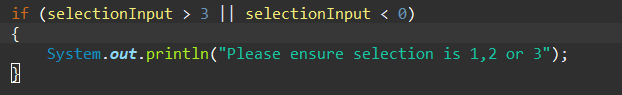 if (selectionInput > 3 || selectionInput < 0)
{
    System.out.println("Please ensure selection is 1,2 or 3");
}